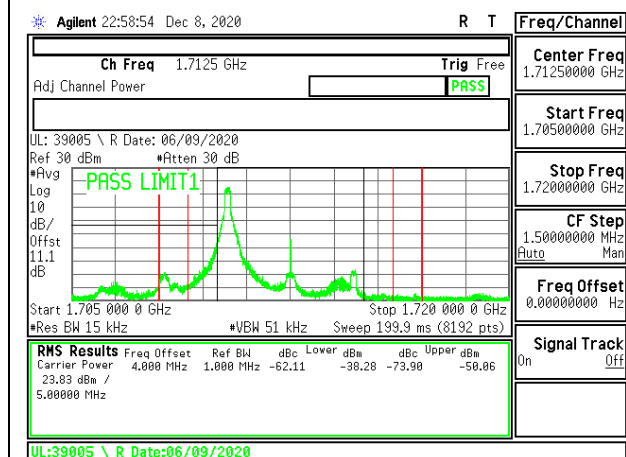 Agilent 22:58:54 Dec 8, 2020 R T Freq/Channel
Ch Freq 1.7125 GHz Trig Free
Adj Channel Power PASS
Center Freq
1.71250000 GHz
Start Freq
1.70500000 GHz
Stop Freq
1.72000000 GHz
CF Step
1.50000000 MHz
Auto Man
Freq Offset
0.00000000 Hz
Signal Track
On Off
UL: 39005 \ R Date: 06/09/2020
Ref 30 dBm #Atten 30 dB
#Avg
Log
10
dB/
Offst
11.1
dB
PASS LIMIT1
Start 1.705 000 0 GHz Stop 1.720 000 0 GHz
#Res BW 15 kHz #VBW 51 kHz Sweep 199.9 ms (8192 pts)
RMS Results Freq Offset Ref BW dBc Lower dBm dBc Upper dBm
Carrier Power 4.000 MHz 1.000 MHz -62.11 -38.28 -73.90 -50.06
23.83 dBm /
5.00000 MHz
UL:39005 \ R Date:06/09/2020